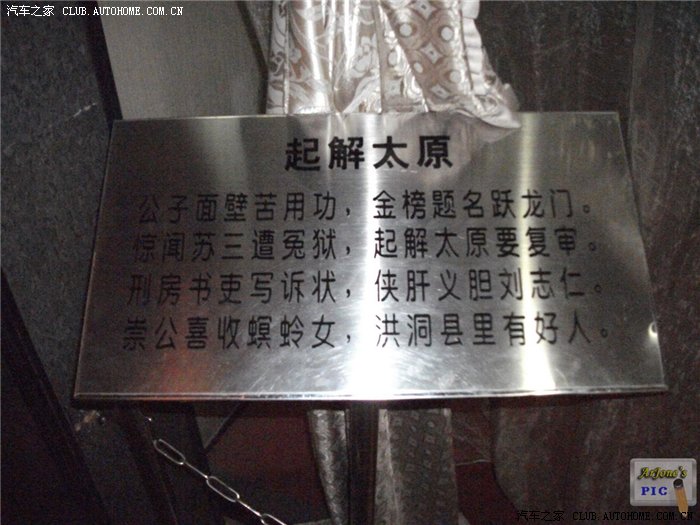 汽车之家 CLUB.AUTOHOME.COM.CN
起解太原
公子面壁苦用功，金榜题名跃龙门。
惊闻苏三遭冤狱，起解太原要复审。
刑房书吏写诉状，侠肝义胆刘志仁。
崇公喜收螟蛉女，洪洞县里有好人。
ArJone's
PIC
汽车之家 CLUB.AUTOHOME.COM.CN